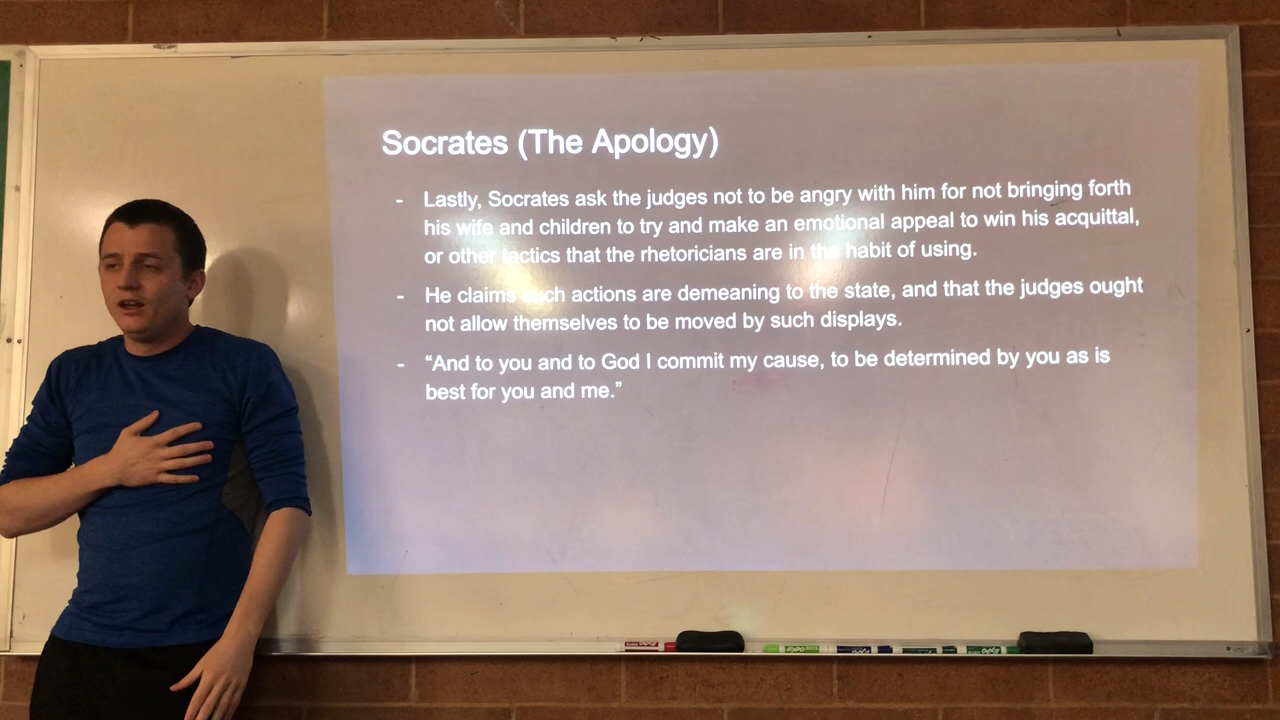 Socrates (The Apology)
- Lastly, Socrates ask the judges not to be angry with him for not bringing forth
his wife and children to try and make an emotional appeal to win his acquittal,
or other tactics that the rhetoricians are in the habit of using.
- He claims such actions are demeaning to the state, and that the judges ought
not allow themselves to be moved by such displays.
- “And to you and to God I commit my cause, to be determined by you as is
best for you and me.”
EXPO
EXPO
EXPO